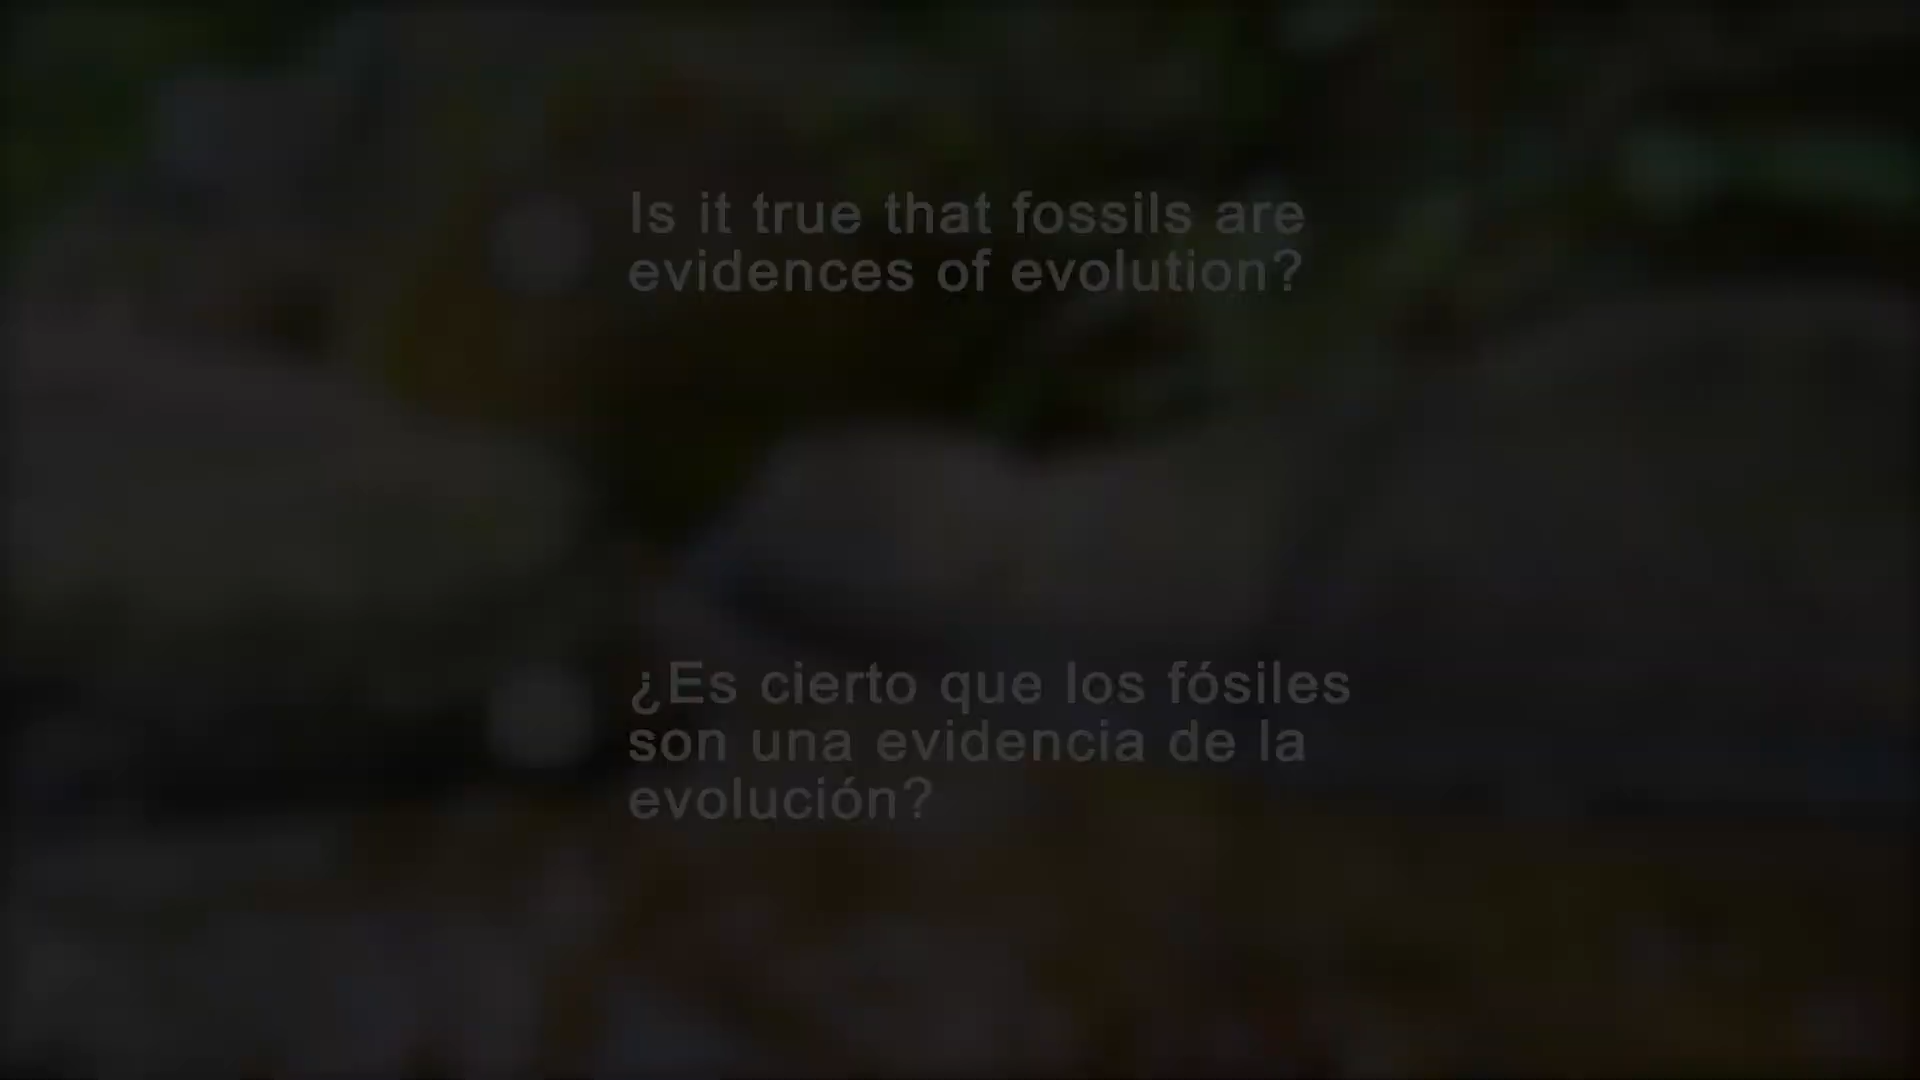 Is it true that fossils are
evidences of evolution?
¿Es cierto que los fósiles
son una evidencia de la
evolución?